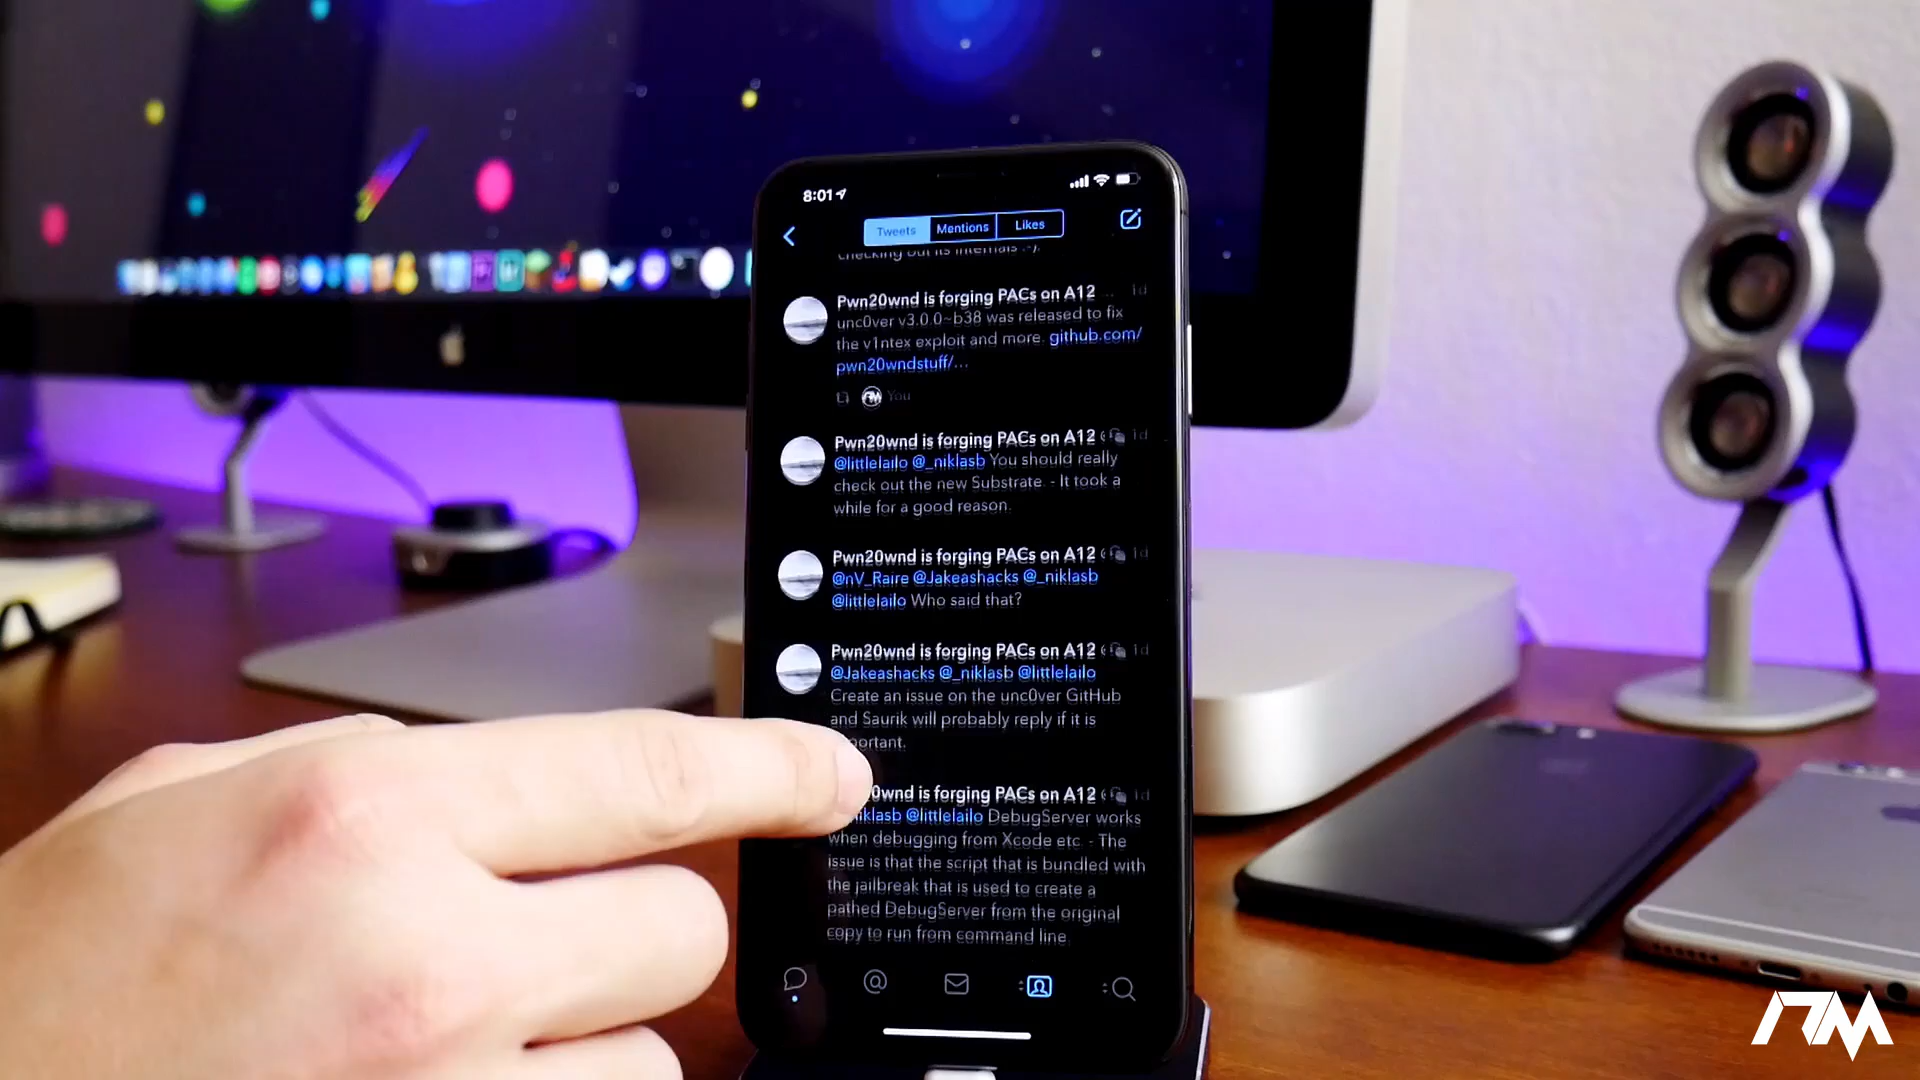 8:01
Tweets Mentions Likes
checking out its internals :-).
Pwn20wnd is forging PACs on A12 ... 1d
unc0ver v3.0.0~b38 was released to fix
the v1ntex exploit and more. github.com/
pwn20wndstuff/...
You
Pwn20wnd is forging PACs on A12 1d
@littlelailo @_niklasb You should really
check out the new Substrate. - It took a
while for a good reason.
Pwn20wnd is forging PACs on A12 1d
@nV_Raire @Jakeashacks @_niklasb
@littlelailo Who said that?
Pwn20wnd is forging PACs on A12 1d
@Jakeashacks @_niklasb @littlelailo
Create an issue on the unc0ver GitHub
and Saurik will probably reply if it is
portant.
0wnd is forging PACs on A12 1d
niklasb @littlelailo DebugServer works
when debugging from Xcode etc. - The
issue is that the script that is bundled with
the jailbreak that is used to create a
pathed DebugServer from the original
copy to run from command line.